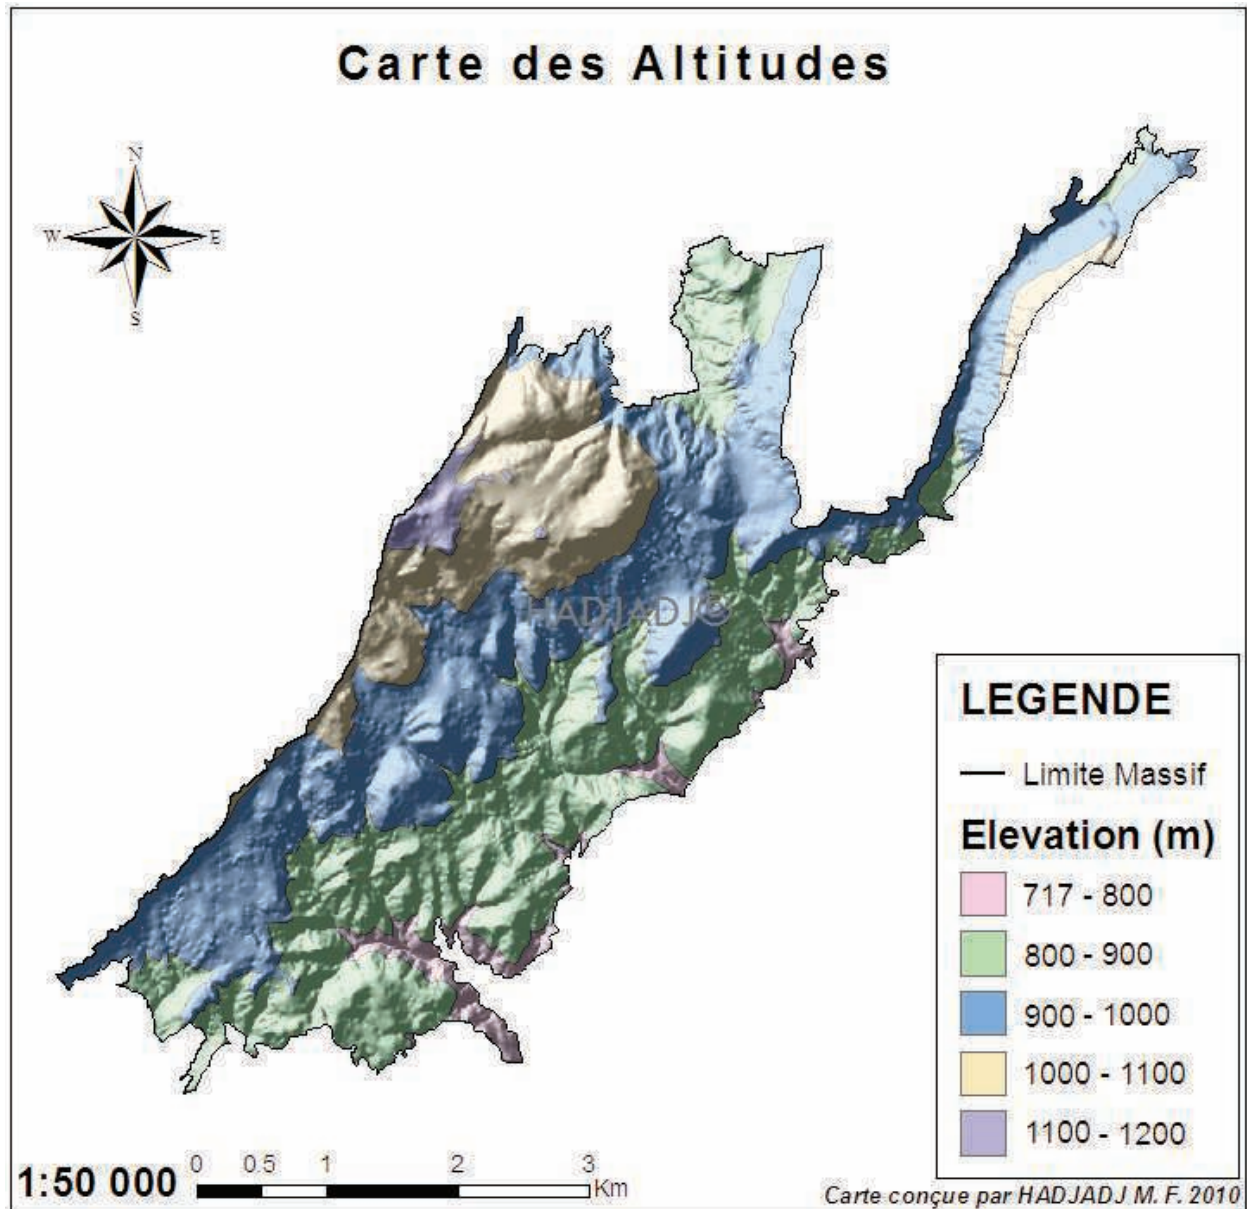 Carte des Altitudes
N
W E
S
HADJADJ©
LEGENDE
Limite Massif
Elevation (m)
717 - 800
800 - 900
900 - 1000
1000 - 1100
1100 - 1200
1:50 000
0 0.5 1 2 3
Km
Carte conçue par HADJADJ M. F. 2010